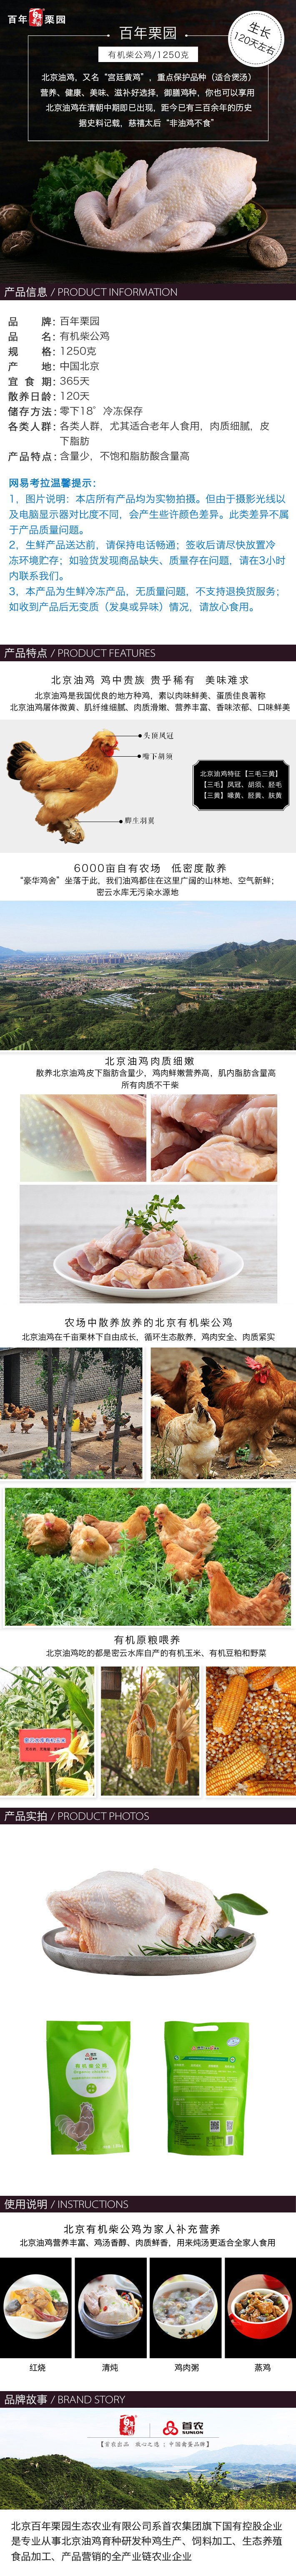 百年栗园
百年栗园
有机柴公鸡/1250克
生长
120天左右
北京油鸡，又名“宫廷黄鸡”，重点保护品种（适合煲汤）
营养、健康、美味、滋补好选择，御膳鸡种，你也可以享用
北京油鸡在清朝中期即已出现，距今已有三百余年的历史
据史料记载，慈禧太后“非油鸡不食”
产品信息 / PRODUCT INFORMATION
品 牌：百年栗园
品 名：有机柴公鸡
规 格：1250克
产 地：中国北京
宜 食 期：365天
散养日龄：120天
储存方法：零下18°冷冻保存
各类人群：各类人群，尤其适合老年人食用，肉质细腻，皮
下脂肪
产品特点：含量少，不饱和脂肪酸含量高
网易考拉温馨提示：
1，图片说明：本店所有产品均为实物拍摄。但由于摄影光线以
及电脑显示器对比度不同，会产生些许颜色差异。此类差异不属
于产品质量问题。
2，生鲜产品送达前，请保持电话畅通；签收后请尽快放置冷
冻环境贮存；如验货发现商品缺失、质量存在问题，请在3小时
内联系我们。
3，本产品为生鲜冷冻产品，无质量问题，不支持退换货服务；
如收到产品后无变质（发臭或异味）情况，请放心食用。
产品特点 / PRODUCT FEATURES
北京油鸡 鸡中贵族 贵乎稀有 美味难求
北京油鸡是我国优良的地方种鸡，素以肉味鲜美、蛋质佳良著称
北京油鸡屠体微黄、肌纤维细腻、肉质滑嫩、营养丰富、香味浓郁、口味鲜美
头顶凤冠
嘴下胡须
胫生羽翼
北京油鸡特征【三毛三黄】
【三毛】凤冠、胡须、胫毛
【三黄】喙黄、胫黄、肤黄
6000亩自有农场 低密度散养
“豪华鸡舍”坐落于此，我们油鸡都住在这里广阔的山林地、空气新鲜；
密云水库无污染水源地
北京油鸡肉质细嫩
散养北京油鸡皮下脂肪含量少，鸡肉鲜嫩营养高，肌内脂肪含量高
所有肉质不干柴
农场中散养放养的北京有机柴公鸡
北京油鸡在千亩栗林下自由成长，循环生态散养，鸡肉安全、肉质紧实
有机原粮喂养
北京油鸡吃的都是密云水库自产的有机玉米、有机豆粕和野菜
产品实拍 / PRODUCT PHOTOS
有机柴公鸡
使用说明 / INSTRUCTIONS
北京有机柴公鸡为家人补充营养
北京油鸡营养丰富、鸡汤香醇、肉质鲜香，用来炖汤更适合全家人食用
红烧
清炖
鸡肉粥
蒸鸡
品牌故事 / BRAND STORY
首农
SUNLON
【首农出品 放心之选 | 中国禽蛋品牌】
北京百年栗园生态农业有限公司系首农集团旗下国有控股企业
是专业从事北京油鸡育种研发种鸡生产、饲料加工、生态养殖
食品加工、产品营销的全产业链农业企业